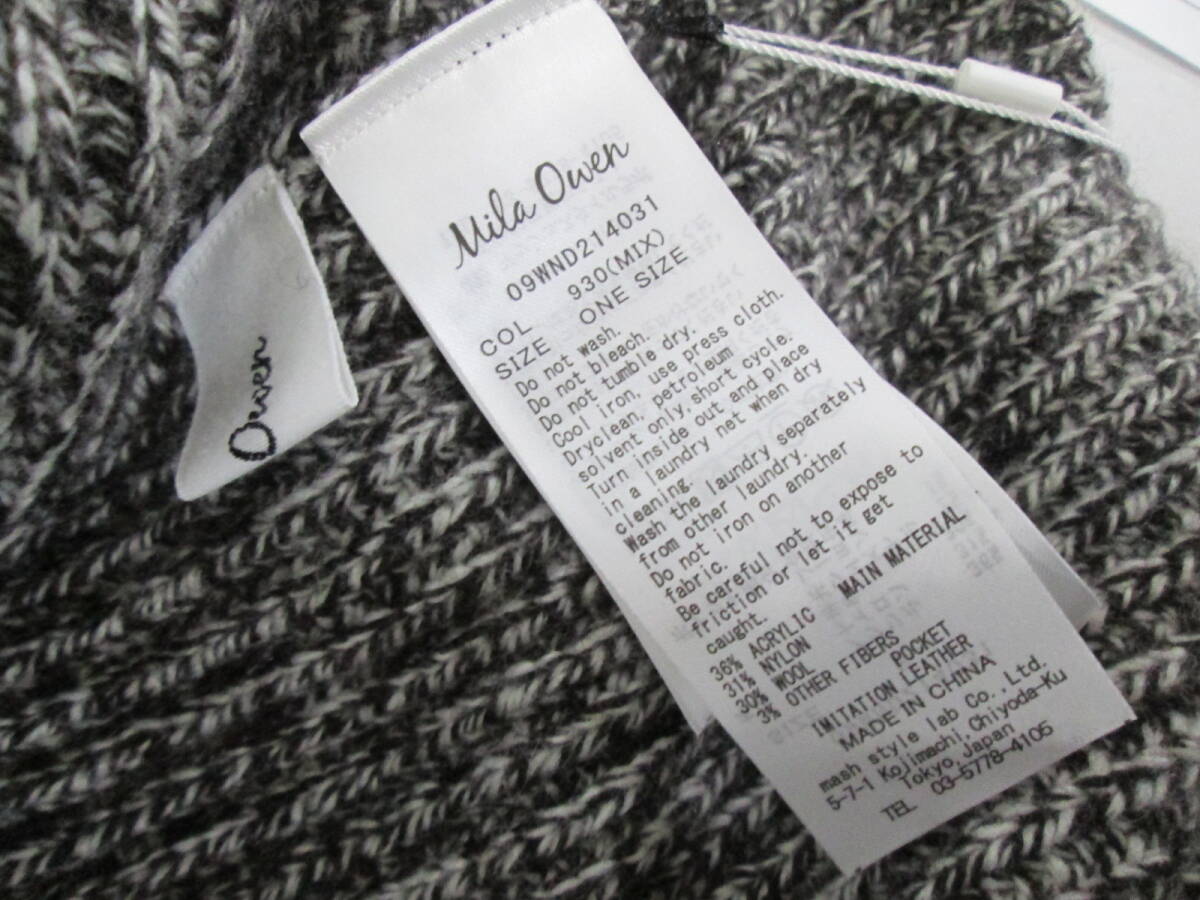 Mila Owen
09WND214031
COL 930(MIX)
SIZE ONE SIZE
Do not wash.
Do not bleach.
Do not tumble dry.
Cool iron, use press cloth.
Dryclean, petroleum
solvent only,short cycle.
Turn inside out and place
in a laundry net when dry
cleaning.
Wash the laundry separately
from other laundry.
Do not iron on another
fabric.
Be careful not to expose to
friction or let it get
caught.
MAIN MATERIAL
36% ACRYLIC
31% NYLON
30% WOOL
3% OTHER FIBERS
POCKET
IMITATION LEATHER
MADE IN CHINA
mash style lab Co.,Ltd.
5-7-1 Kojimachi,Chiyoda-Ku
Tokyo,Japan
TEL 03-5778-4105
Owen